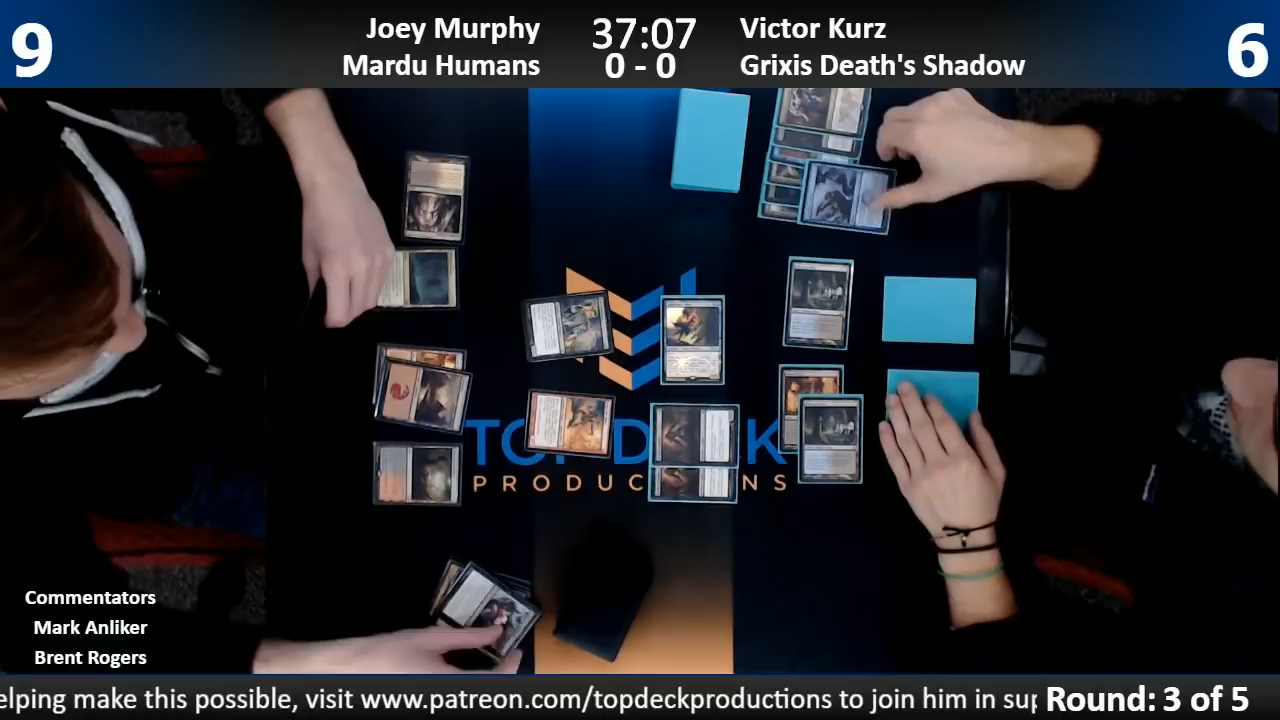 9
Joey Murphy
Mardu Humans
37:07
0 - 0
Victor Kurz
Grixis Death's Shadow
6
TOPDECK
PRODUCTIONS
Commentators
Mark Anliker
Brent Rogers
elping make this possible, visit www.patreon.com/topdeckproductions to join him in sup
Round: 3 of 5